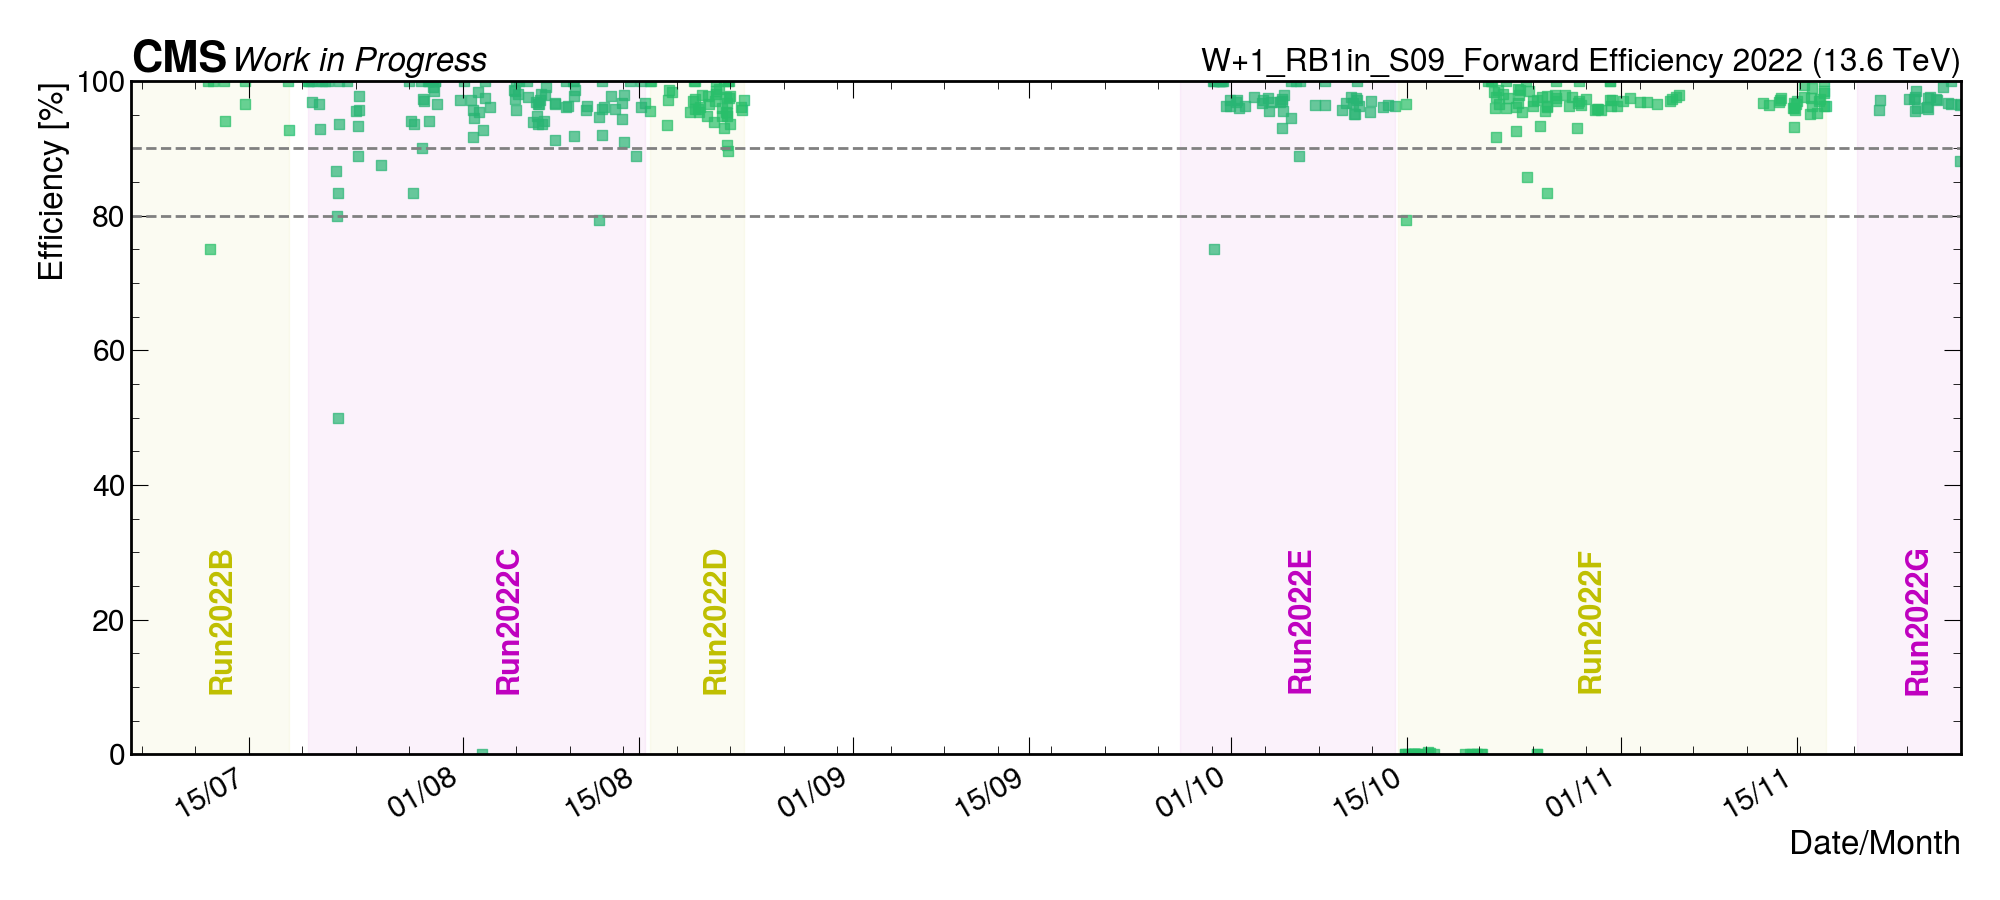 CMS Work in Progress
W+1_RB1in_S09_Forward Efficiency 2022 (13.6 TeV)
Efficiency [%]
100
80
60
40
20
0
Run2022B
Run2022C
Run2022D
Run2022E
Run2022F
Run2022G
15/07
01/08
15/08
01/09
15/09
01/10
15/10
01/11
15/11
Date/Month